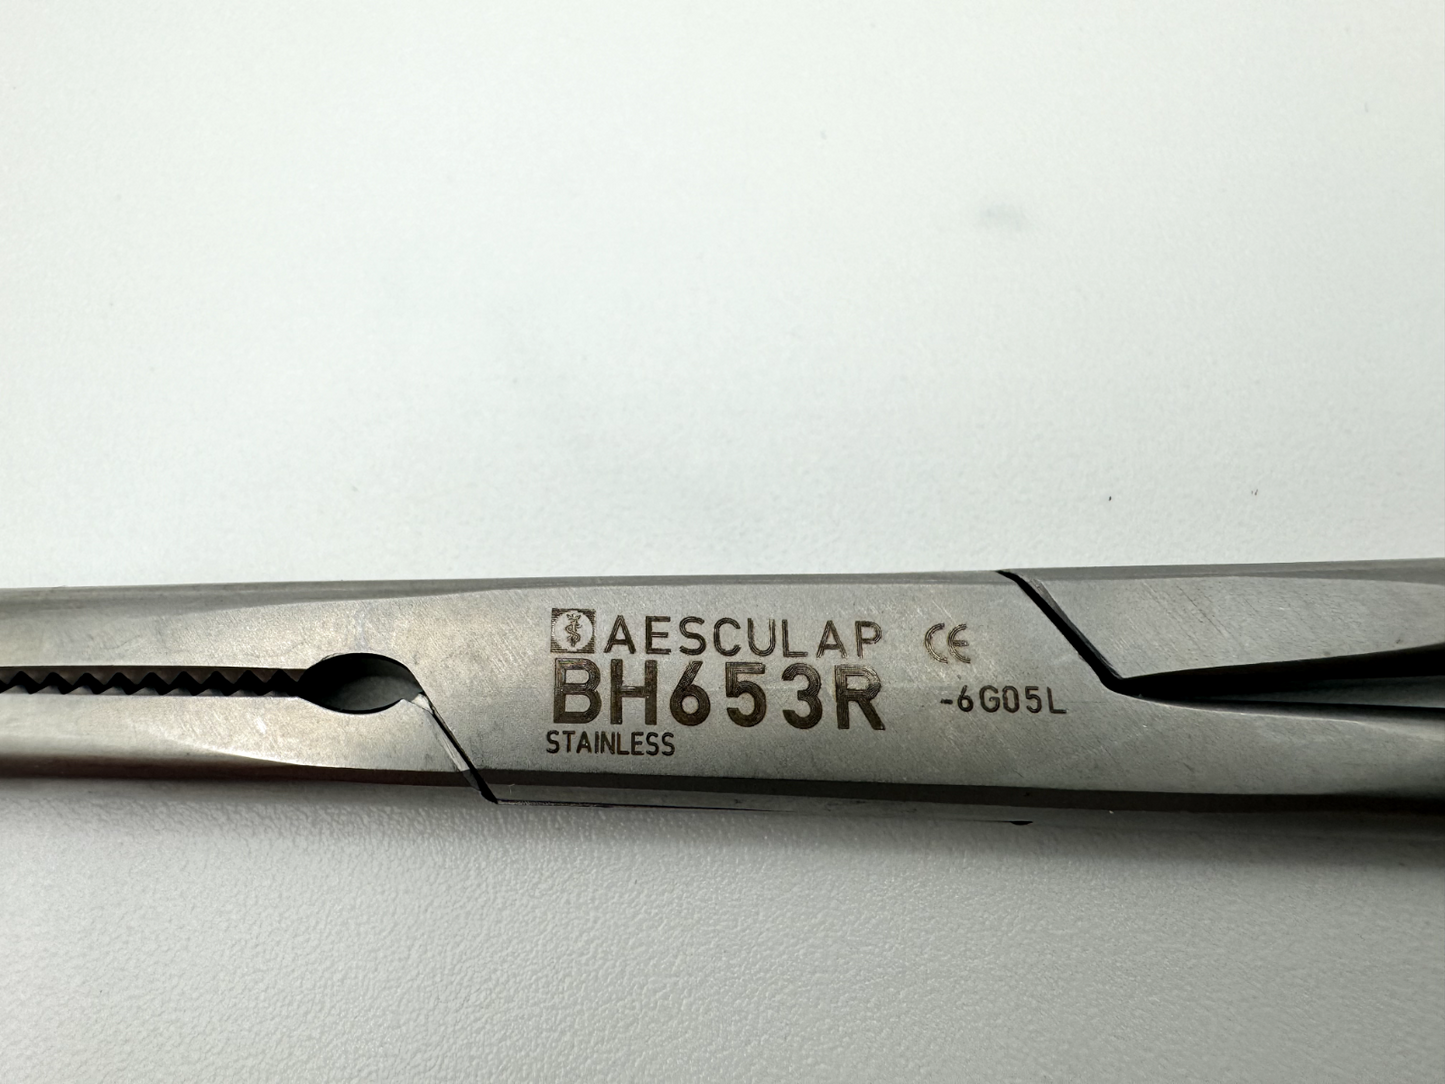 AESCULAP CE
BH653R -6G05L
STAINLESS